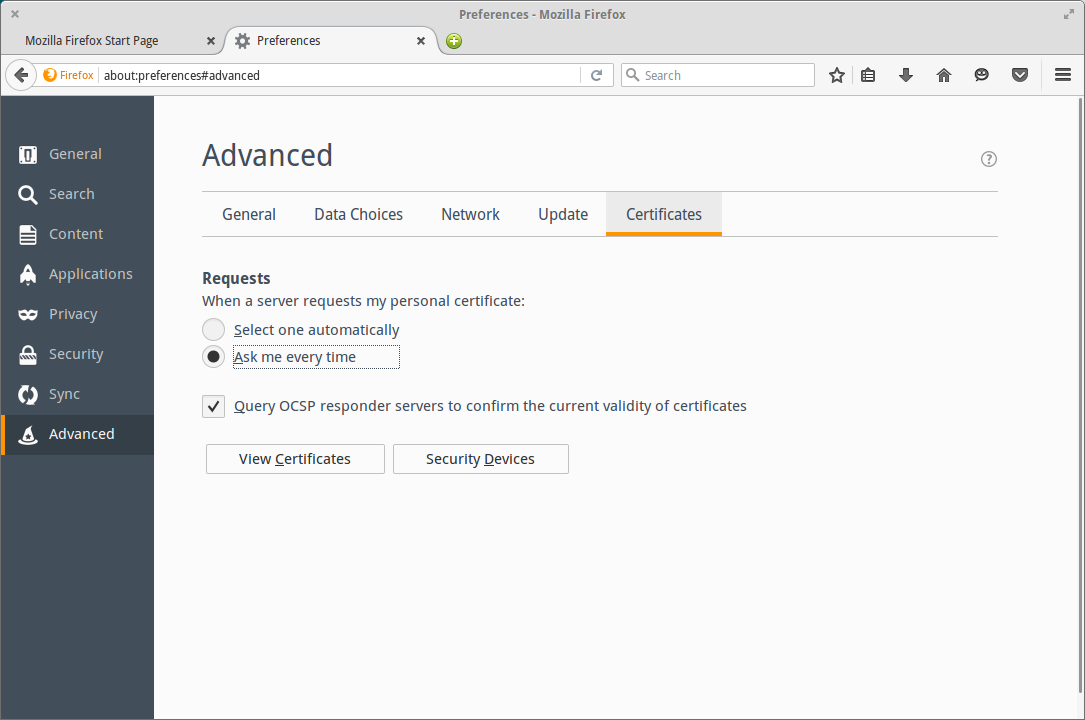 Preferences - Mozilla Firefox
Mozilla Firefox Start Page
Preferences
Firefox
about:preferences#advanced
Search
General
Search
Content
Applications
Privacy
Security
Sync
Advanced
Advanced
?
General Data Choices Network Update Certificates
Requests
When a server requests my personal certificate:
Select one automatically
Ask me every time
Query OCSP responder servers to confirm the current validity of certificates
View Certificates Security Devices